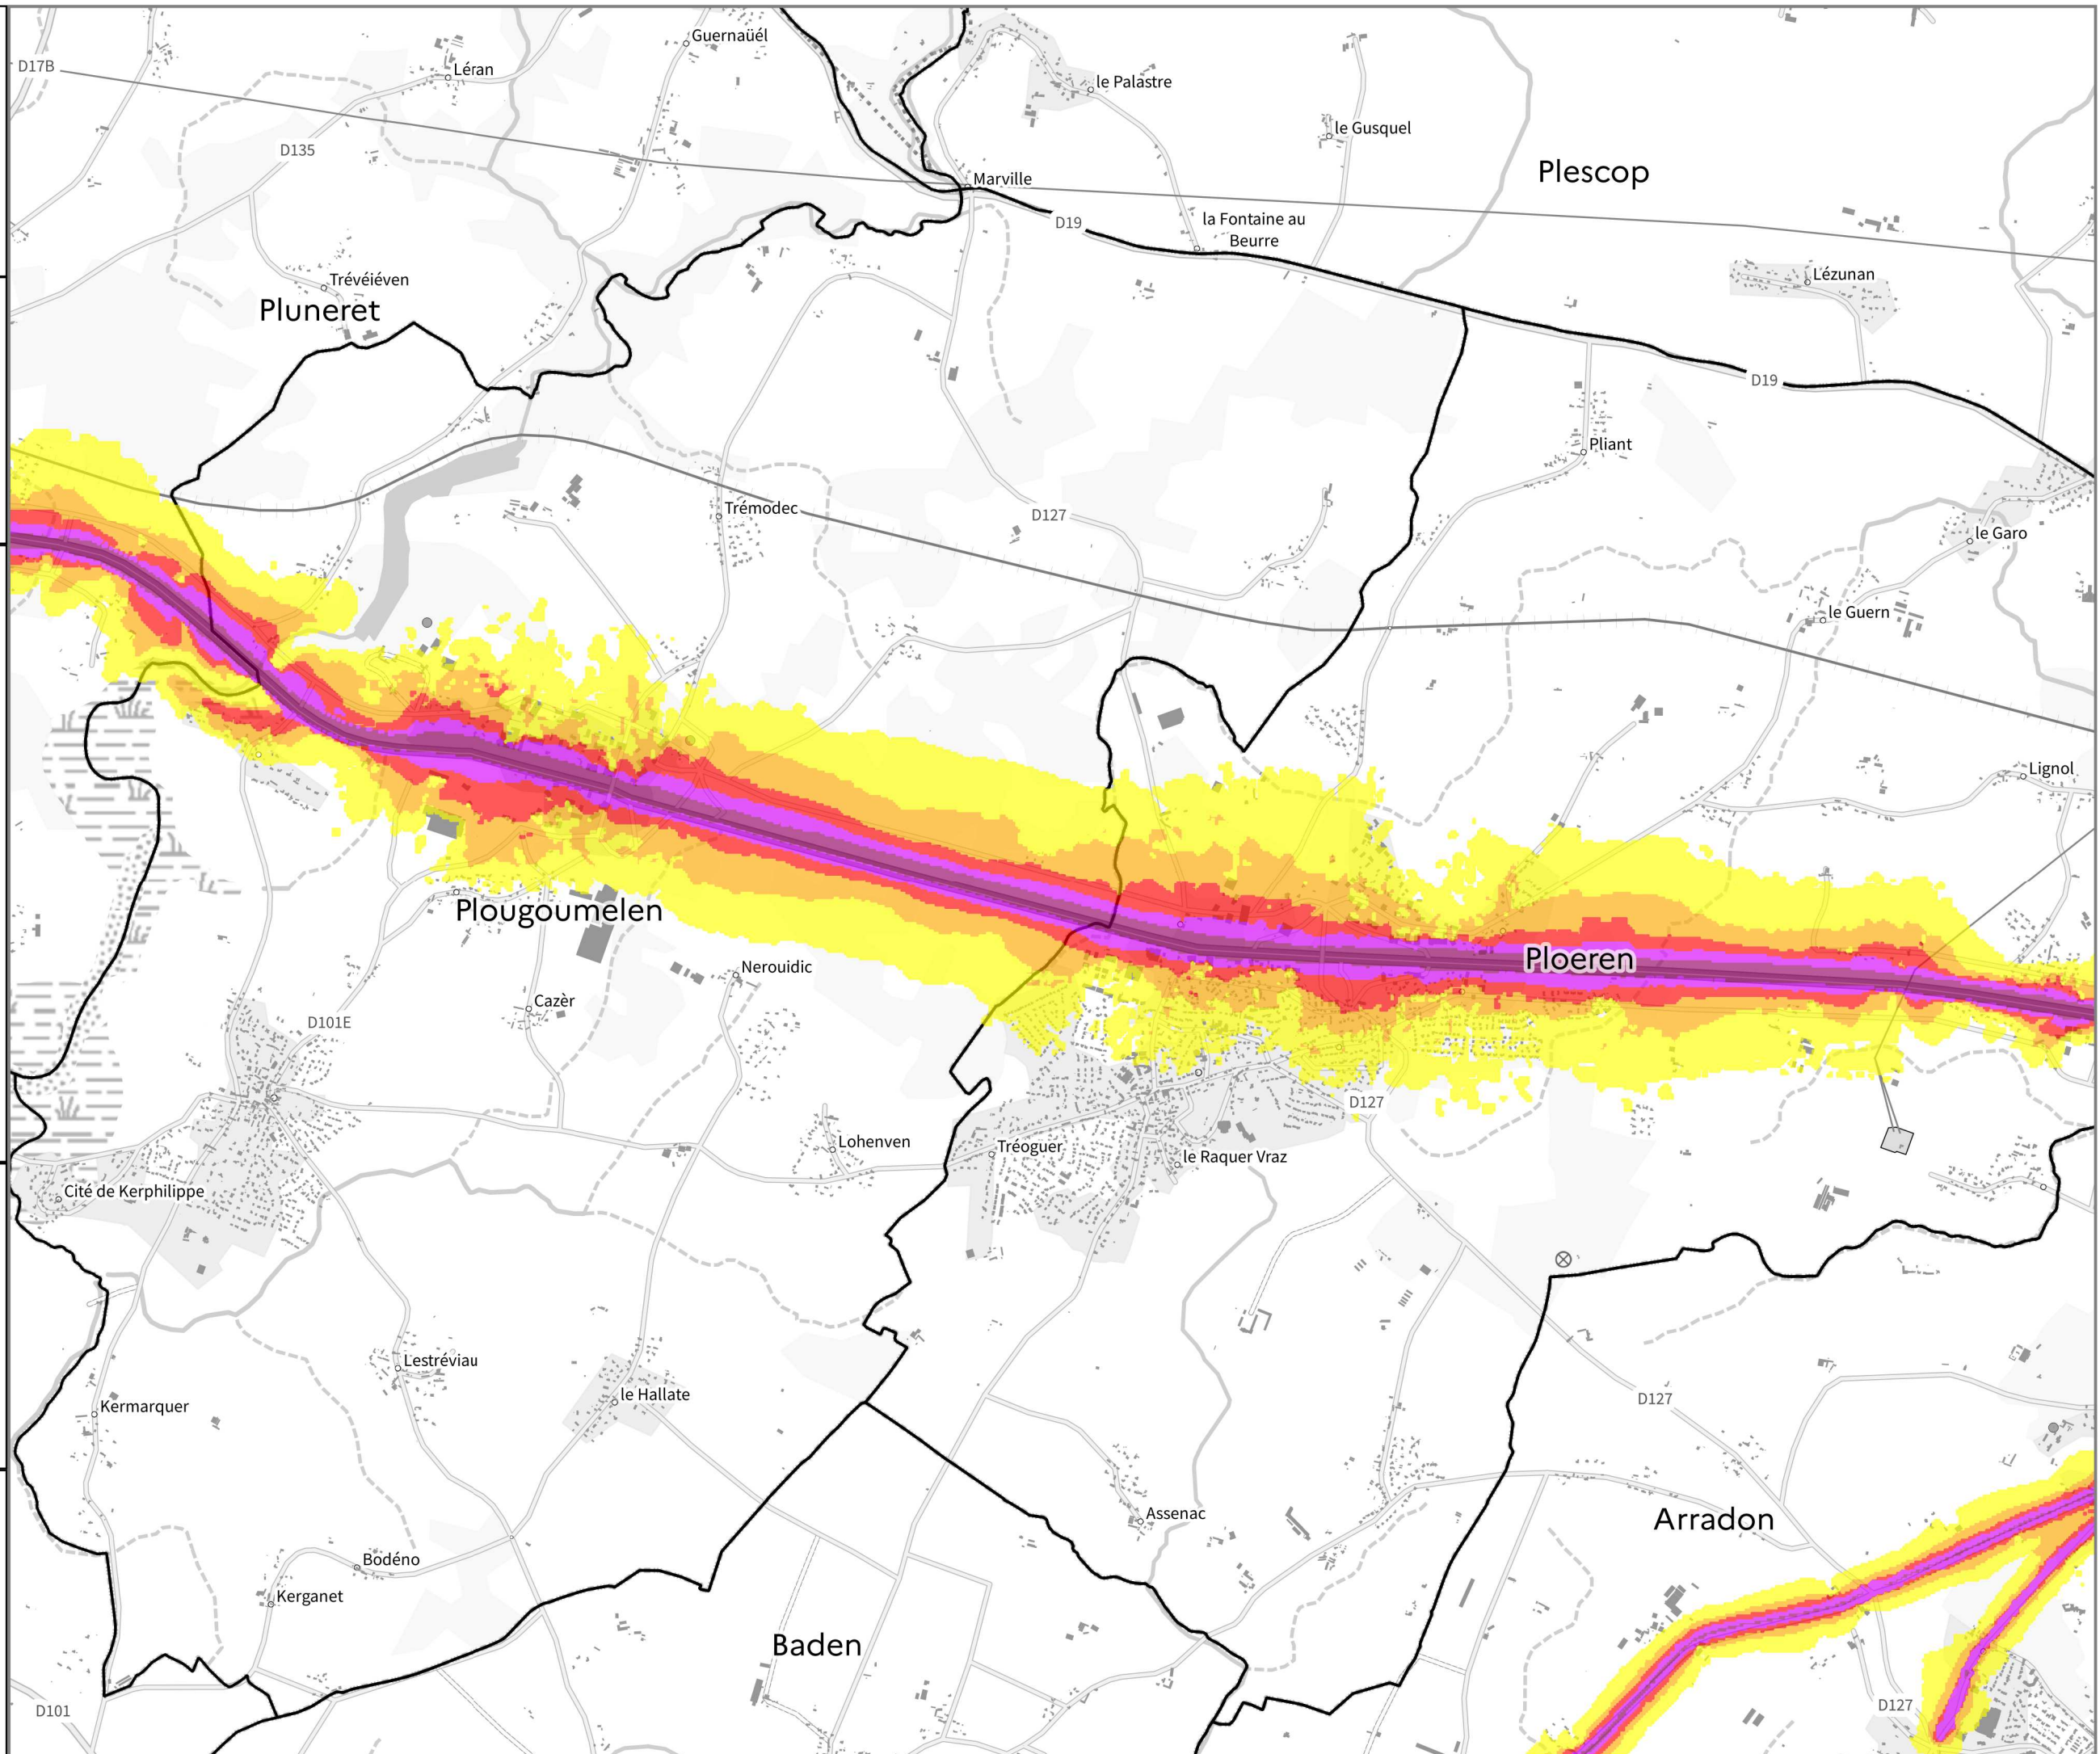 Guernaüél
D17B
Léran
le Palastre
le Gusquel
D135
Plescop
Marville
D19
la Fontaine au
Beurre
Lézunan
Trévéiéven
Pluneret
D19
Pliant
Trémodec
D127
le Garo
le Guern
Lignol
Plougoumelen
Ploeren
Nerouidic
Cazèr
D101E
D127
Lohenven
Tréoguer
le Raquer Vraz
Cité de Kerphilippe
Lestréviau
le Hallate
D127
Kermarquer
Assenac
Arradon
Bodéno
Kerganet
Baden
D127
D101